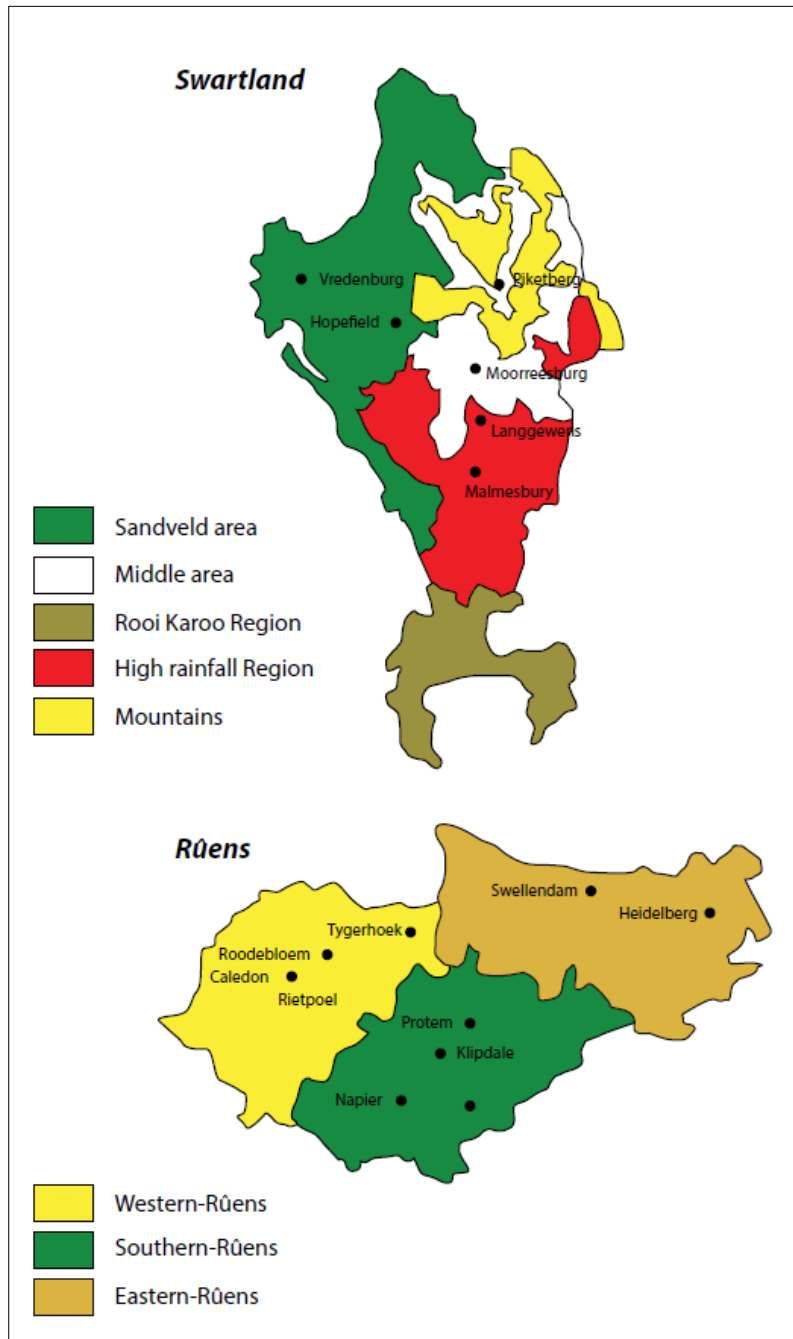 Swartland
Vredenburg
Piketberg
Hopefield
Moorreesburg
Langgewens
Malmesbury
Sandveld area
Middle area
Rooi Karoo Region
High rainfall Region
Mountains
Rûens
Swellendam
Heidelberg
Tygerhoek
Roodebloem
Caledon
Rietpoel
Protem
Klipdale
Napier
Western-Rûens
Southern-Rûens
Eastern-Rûens